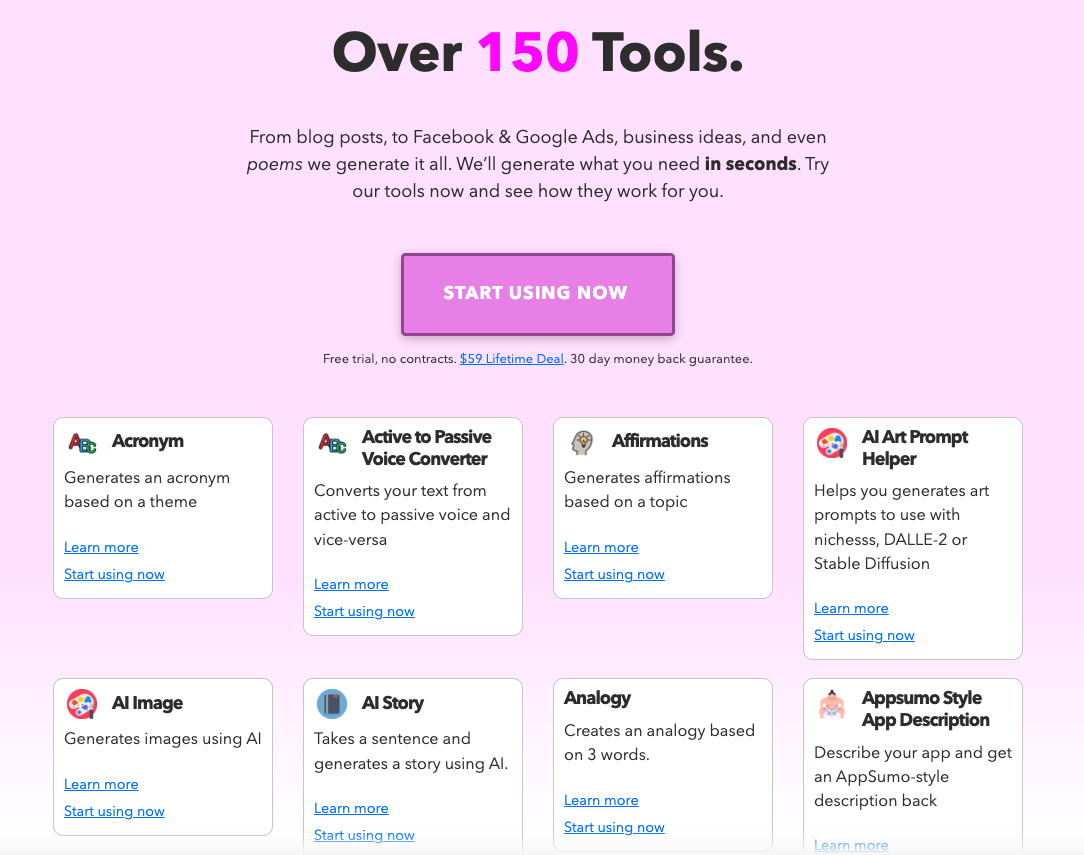 Over 150 Tools.
From blog posts, to Facebook & Google Ads, business ideas, and even
poems we generate it all. We’ll generate what you need in seconds. Try
our tools now and see how they work for you.
START USING NOW
Free trial, no contracts. $59 Lifetime Deal. 30 day money back guarantee.
ABC
Acronym
Generates an acronym
based on a theme
Learn more
Start using now
ABC
Active to Passive
Voice Converter
Converts your text from
active to passive voice and
vice-versa
Learn more
Start using now
Affirmations
Generates affirmations
based on a topic
Learn more
Start using now
AI Art Prompt
Helper
Helps you generates art
prompts to use with
nichesss, DALLE-2 or
Stable Diffusion
Learn more
Start using now
AI Image
Generates images using AI
Learn more
Start using now
AI Story
Takes a sentence and
generates a story using AI.
Learn more
Start using now
Analogy
Creates an analogy based
on 3 words.
Learn more
Start using now
Appsumo Style
App Description
Describe your app and get
an AppSumo-style
description back
Learn more